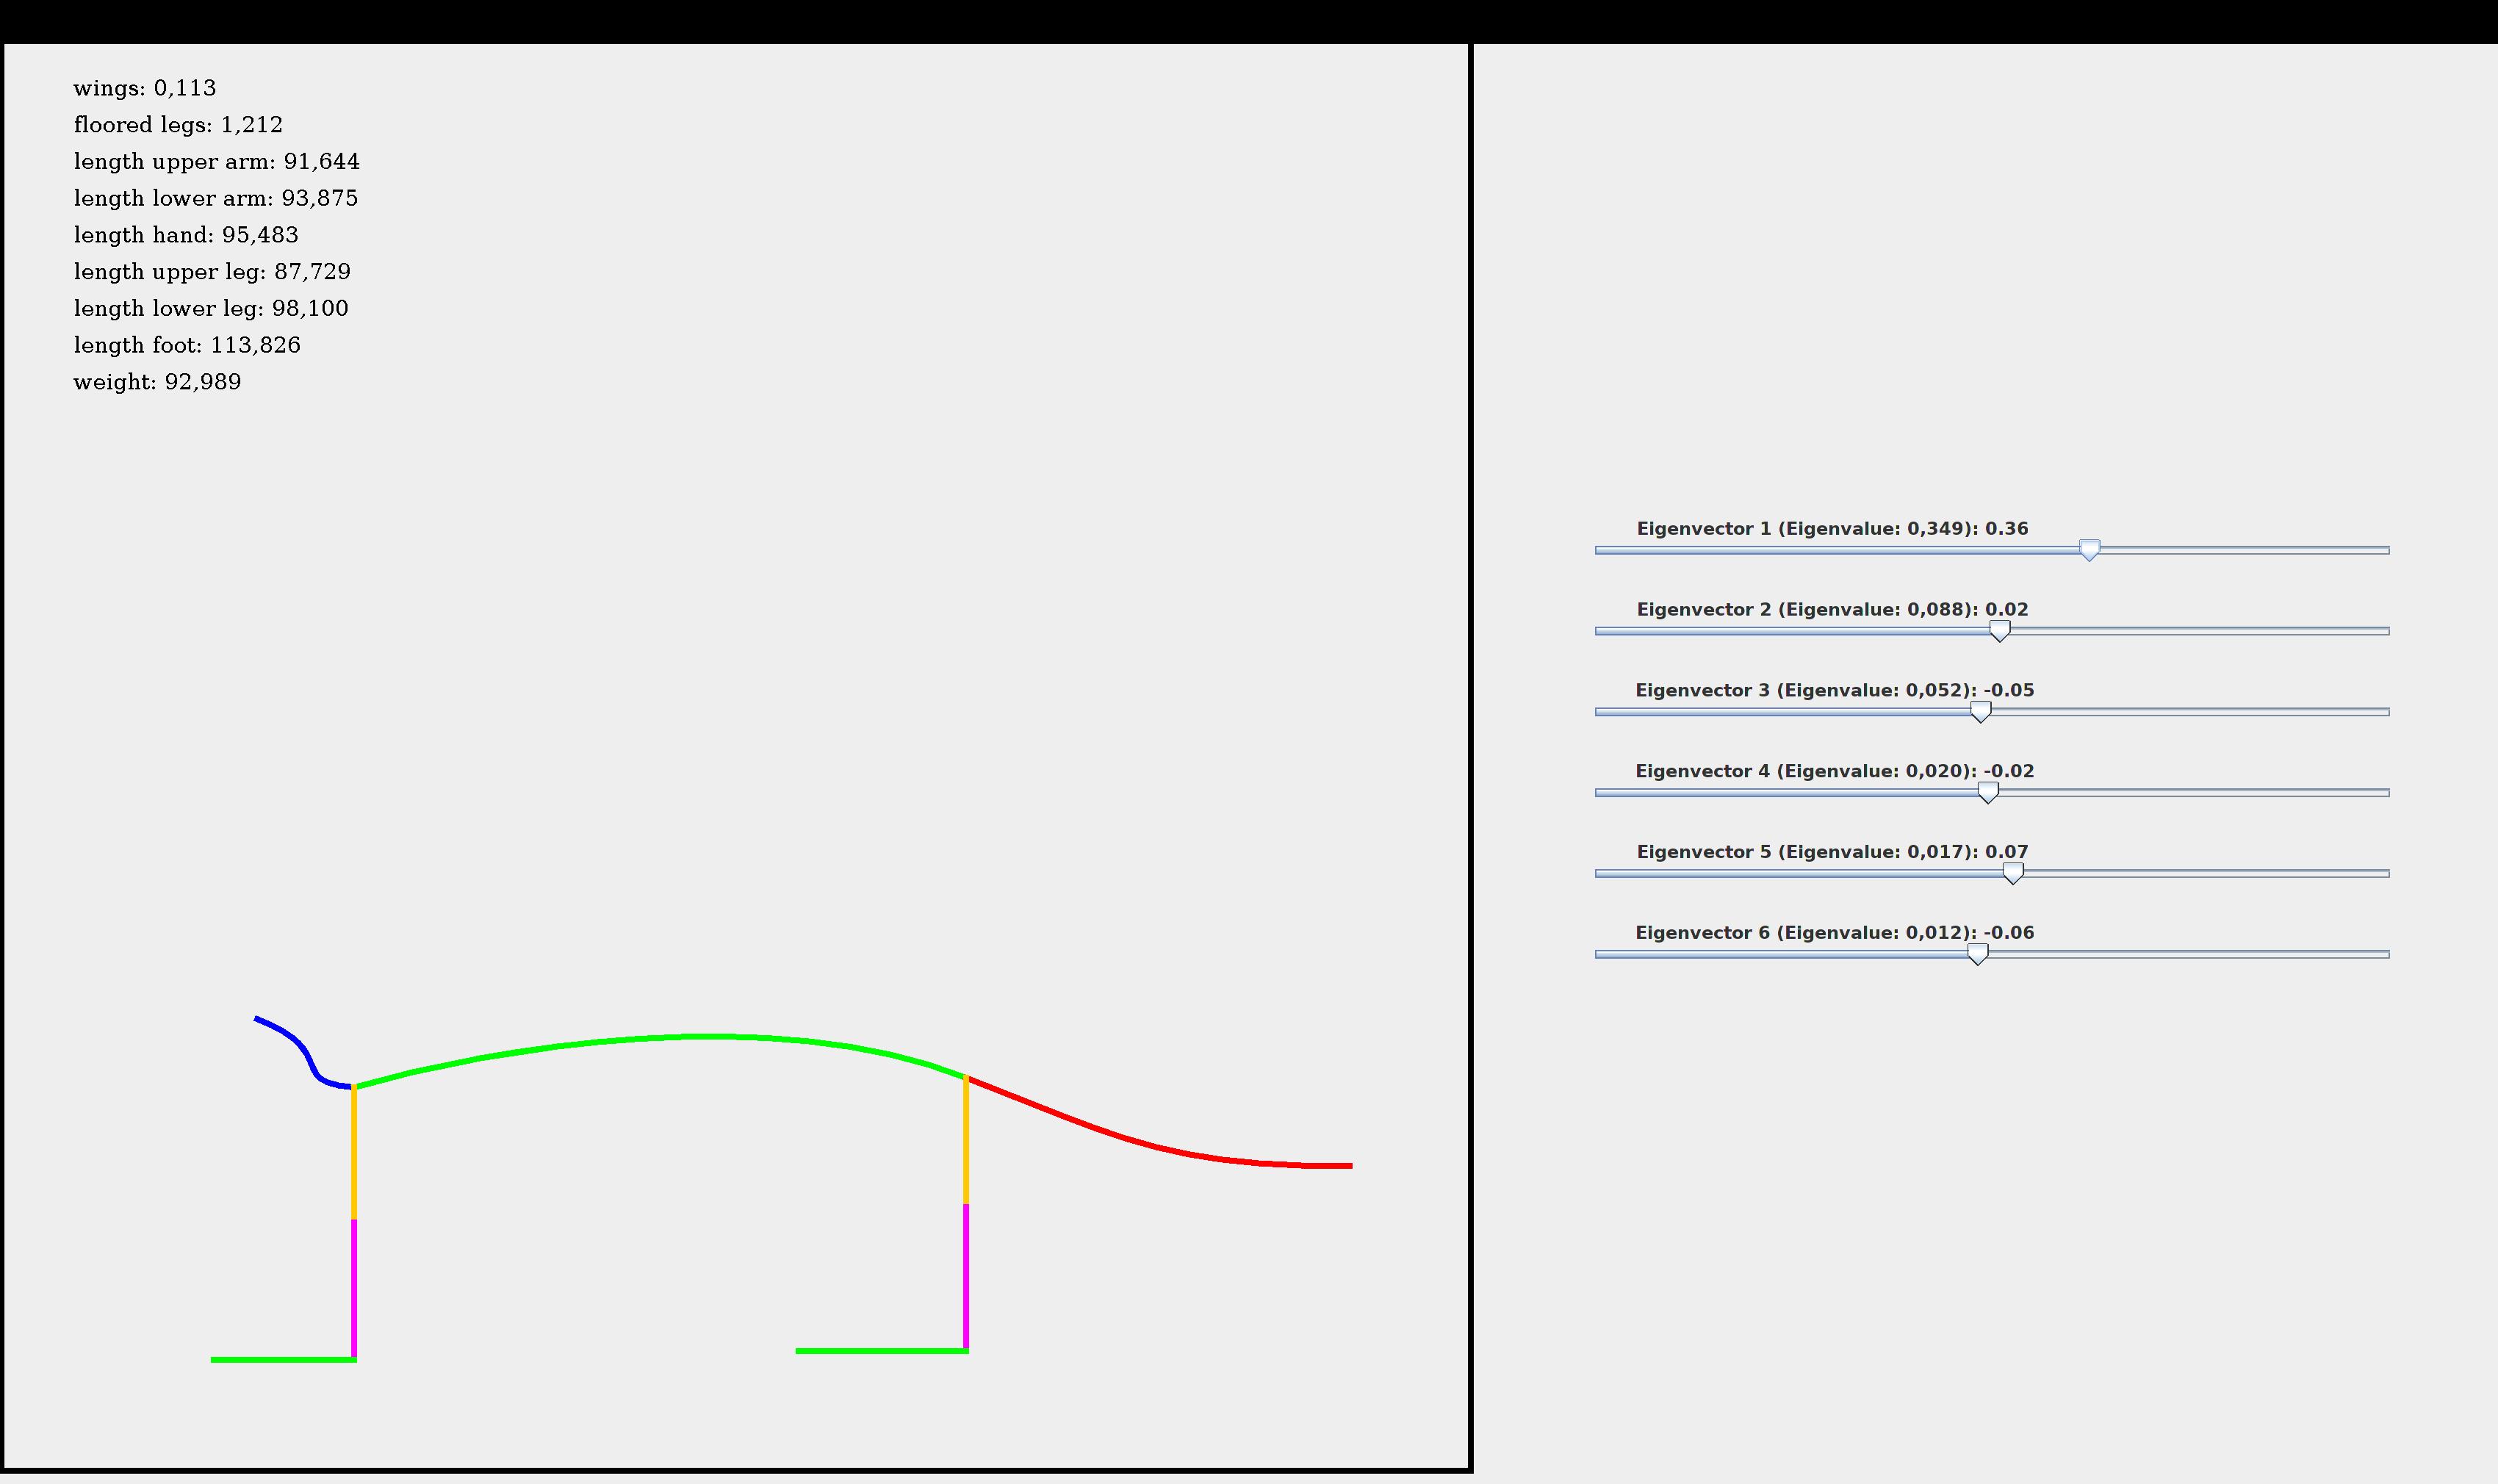 wings: 0,113
floored legs: 1,212
length upper arm: 91,644
length lower arm: 93,875
length hand: 95,483
length upper leg: 87,729
length lower leg: 98,100
length foot: 113,826
weight: 92,989
Eigenvector 1 (Eigenvalue: 0,349): 0.36
Eigenvector 2 (Eigenvalue: 0,088): 0.02
Eigenvector 3 (Eigenvalue: 0,052): -0.05
Eigenvector 4 (Eigenvalue: 0,020): -0.02
Eigenvector 5 (Eigenvalue: 0,017): 0.07
Eigenvector 6 (Eigenvalue: 0,012): -0.06